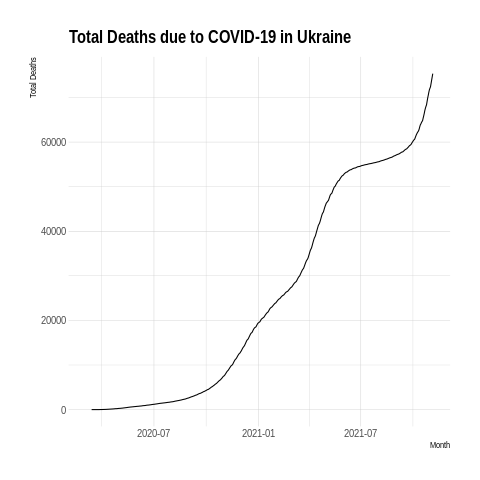 Total Deaths due to COVID-19 in Ukraine
Total Deaths
60000
40000
20000
0
2020-07 2021-01 2021-07
Month